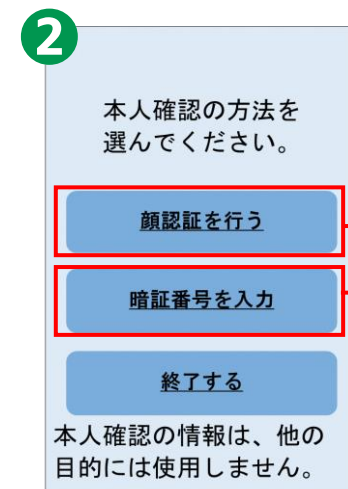 2
本人確認の方法を
選んでください。
顔認証を行う
暗証番号を入力
終了する
本人確認の情報は、他の
目的には使用しません。